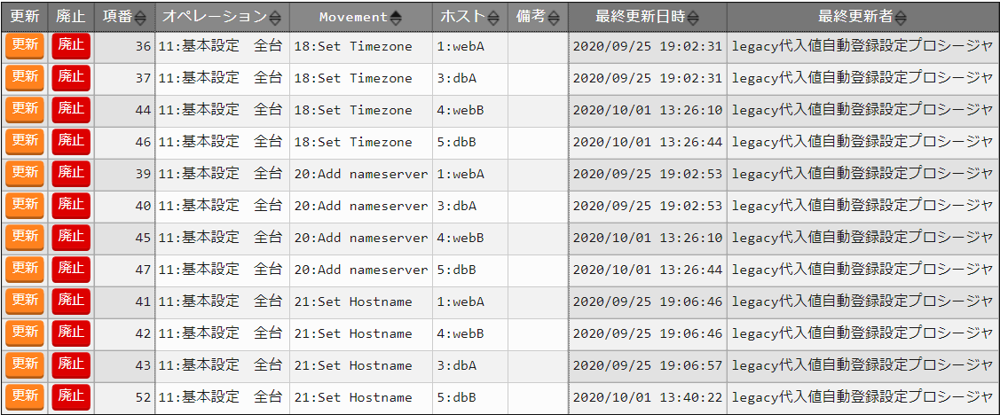 更新 廃止 項番 オペレーション Movement ホスト 備考 最終更新日時 最終更新者
更新 廃止 36 11:基本設定　全台 18:Set Timezone 1:webA 2020/09/25 19:02:31 legacy代入値自動登録設定プロシージャ
更新 廃止 37 11:基本設定　全台 18:Set Timezone 3:dbA 2020/09/25 19:02:31 legacy代入値自動登録設定プロシージャ
更新 廃止 44 11:基本設定　全台 18:Set Timezone 4:webB 2020/10/01 13:26:10 legacy代入値自動登録設定プロシージャ
更新 廃止 46 11:基本設定　全台 18:Set Timezone 5:dbB 2020/10/01 13:26:44 legacy代入値自動登録設定プロシージャ
更新 廃止 39 11:基本設定　全台 20:Add nameserver 1:webA 2020/09/25 19:02:53 legacy代入値自動登録設定プロシージャ
更新 廃止 40 11:基本設定　全台 20:Add nameserver 3:dbA 2020/09/25 19:02:53 legacy代入値自動登録設定プロシージャ
更新 廃止 45 11:基本設定　全台 20:Add nameserver 4:webB 2020/10/01 13:26:10 legacy代入値自動登録設定プロシージャ
更新 廃止 47 11:基本設定　全台 20:Add nameserver 5:dbB 2020/10/01 13:26:44 legacy代入値自動登録設定プロシージャ
更新 廃止 41 11:基本設定　全台 21:Set Hostname 1:webA 2020/09/25 19:06:46 legacy代入値自動登録設定プロシージャ
更新 廃止 42 11:基本設定　全台 21:Set Hostname 4:webB 2020/09/25 19:06:46 legacy代入値自動登録設定プロシージャ
更新 廃止 43 11:基本設定　全台 21:Set Hostname 3:dbA 2020/09/25 19:06:57 legacy代入値自動登録設定プロシージャ
更新 廃止 52 11:基本設定　全台 21:Set Hostname 5:dbB 2020/10/01 13:40:22 legacy代入値自動登録設定プロシージャ